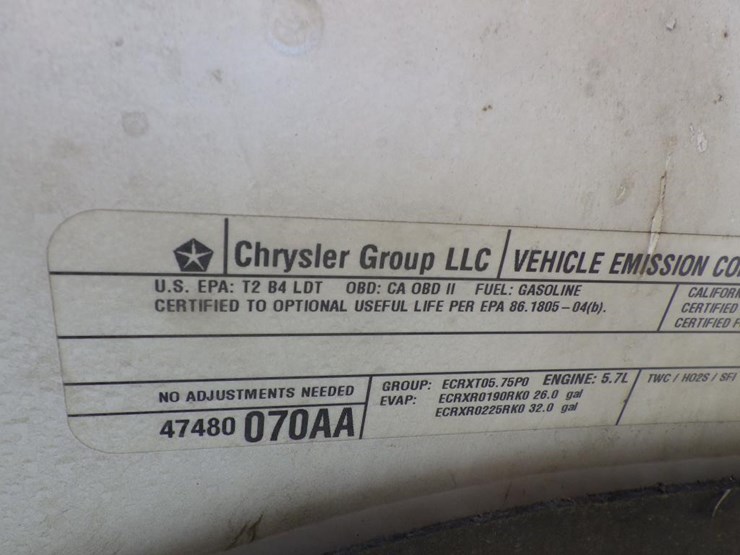 Chrysler Group LLC VEHICLE EMISSION CO
U.S. EPA: T2 B4 LDT OBD: CA OBD II FUEL: GASOLINE
CERTIFIED TO OPTIONAL USEFUL LIFE PER EPA 86.1805-04(b).
CALIFORN
CERTIFIED
CERTIFIED F
NO ADJUSTMENTS NEEDED
47480 070AA
GROUP: ECRXT05.75P0 ENGINE: 5.7L
EVAP: ECRXR0190RK0 26.0 gal
ECRXR0225RK0 32.0 gal
TWC / HO2S / SFI